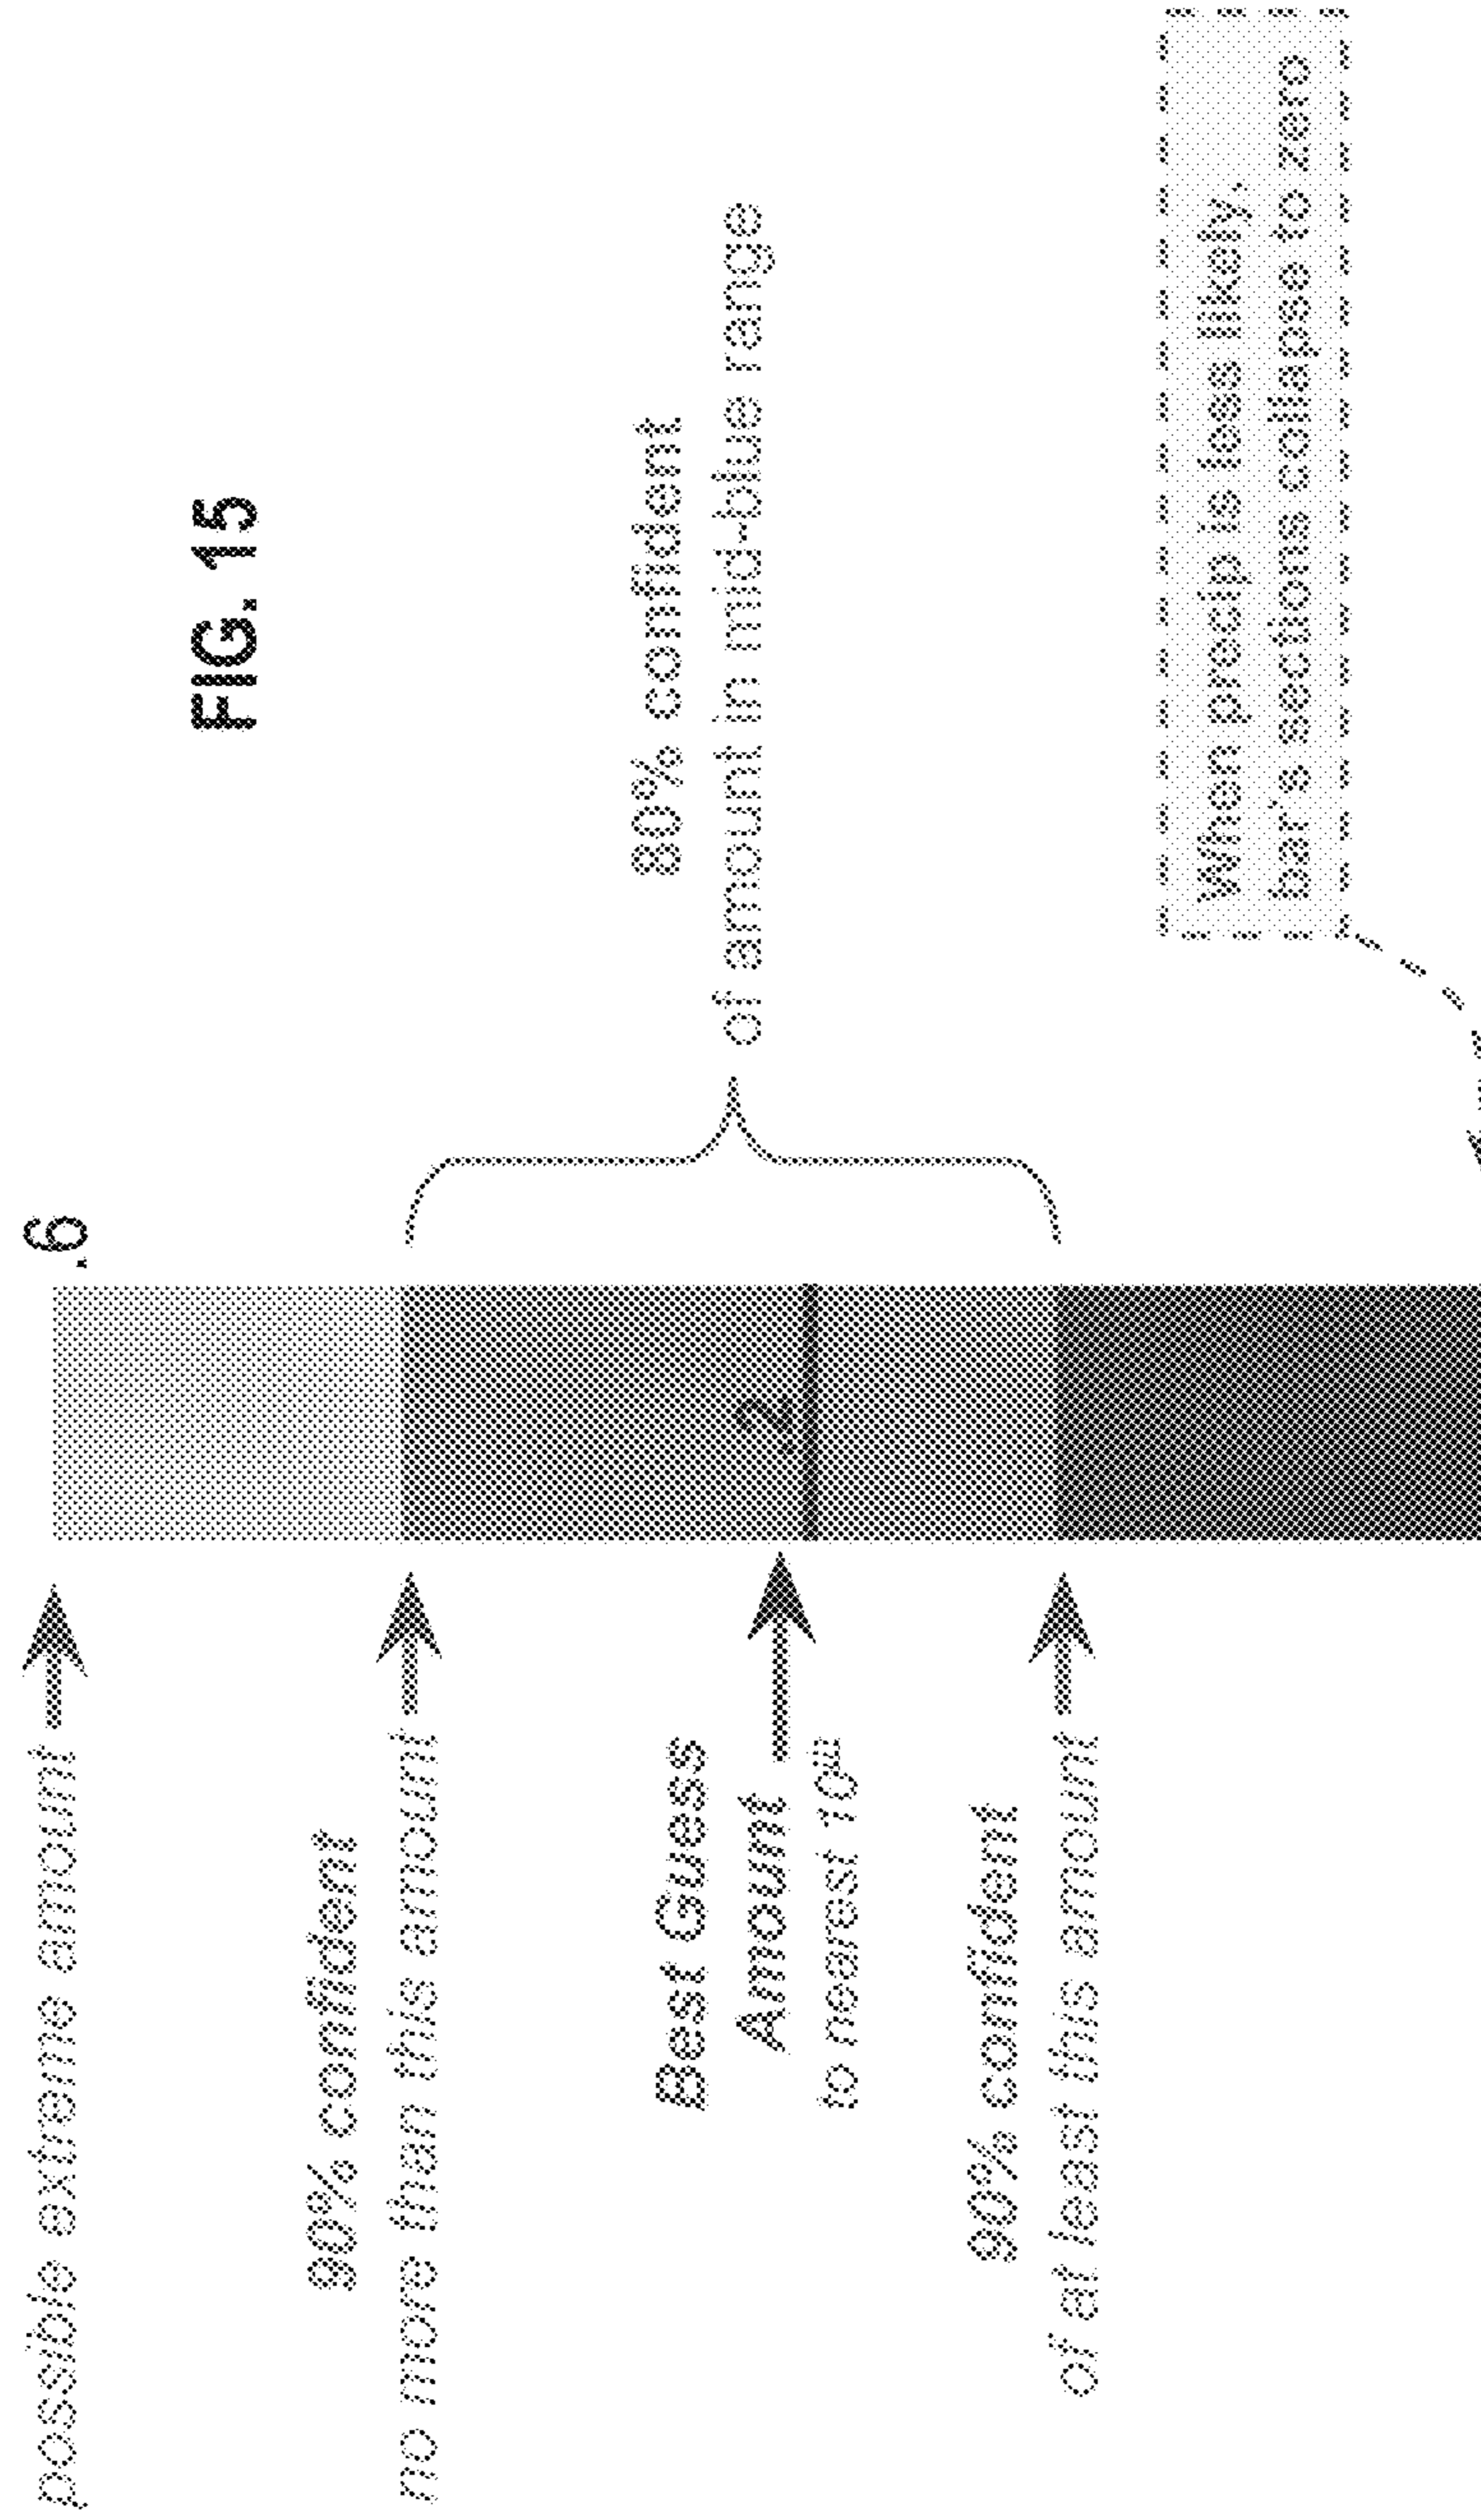 FIG. 15
possible extreme amount
.6
90% confident
no more than this amount
80% confident
of amount in mid-blue range
Best Guess
Amount
to nearest 10th
.2
90% confident
of at least this amount
When precip is less likely,
bar's sections collapse to zero